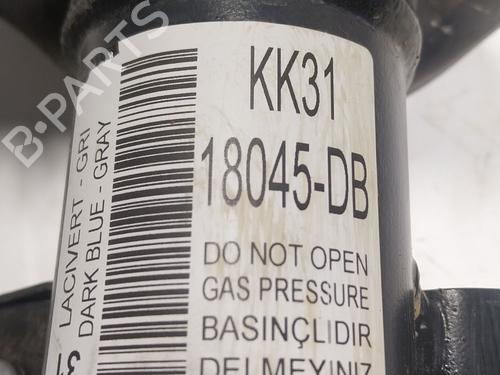 B-PARTS
KK31
18045-DB
DO NOT OPEN
GAS PRESSURE
BASINÇLIDIR
DELMEYINIZ
LACIVERT - GRI
DARK BLUE - GRAY